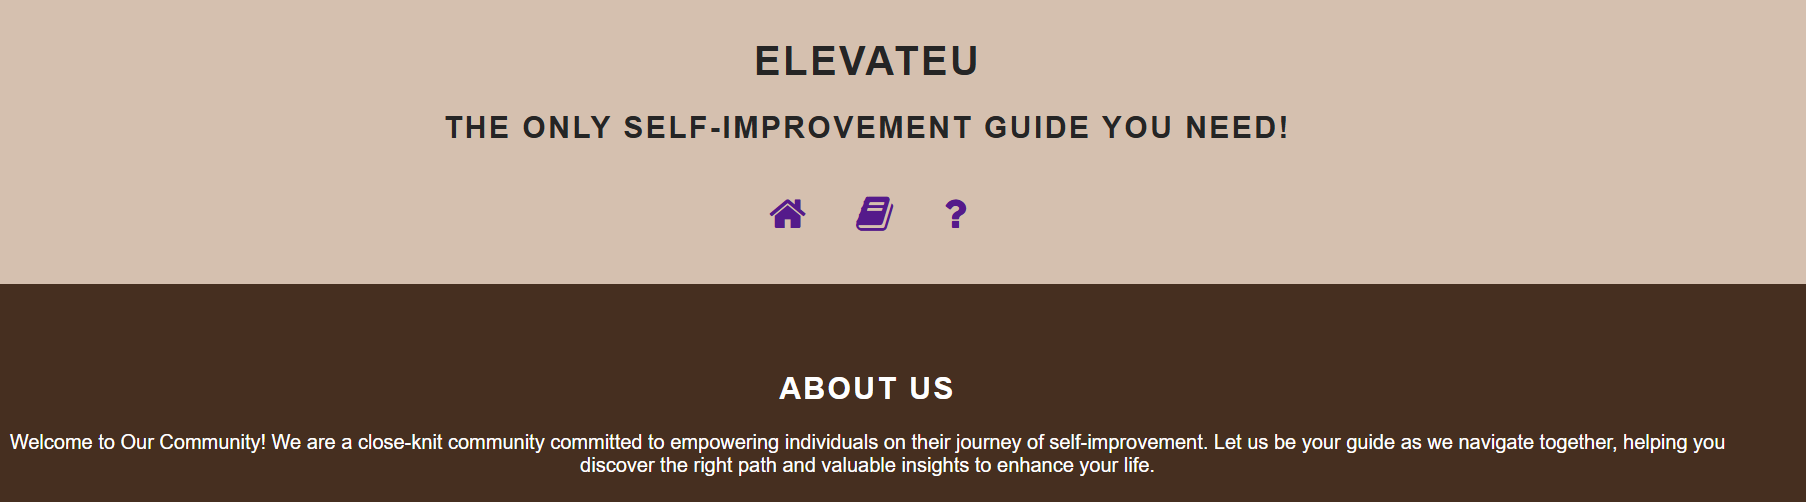 ELEVATEU
THE ONLY SELF-IMPROVEMENT GUIDE YOU NEED!
?
ABOUT US
Welcome to Our Community! We are a close-knit community committed to empowering individuals on their journey of self-improvement. Let us be your guide as we navigate together, helping you
discover the right path and valuable insights to enhance your life.